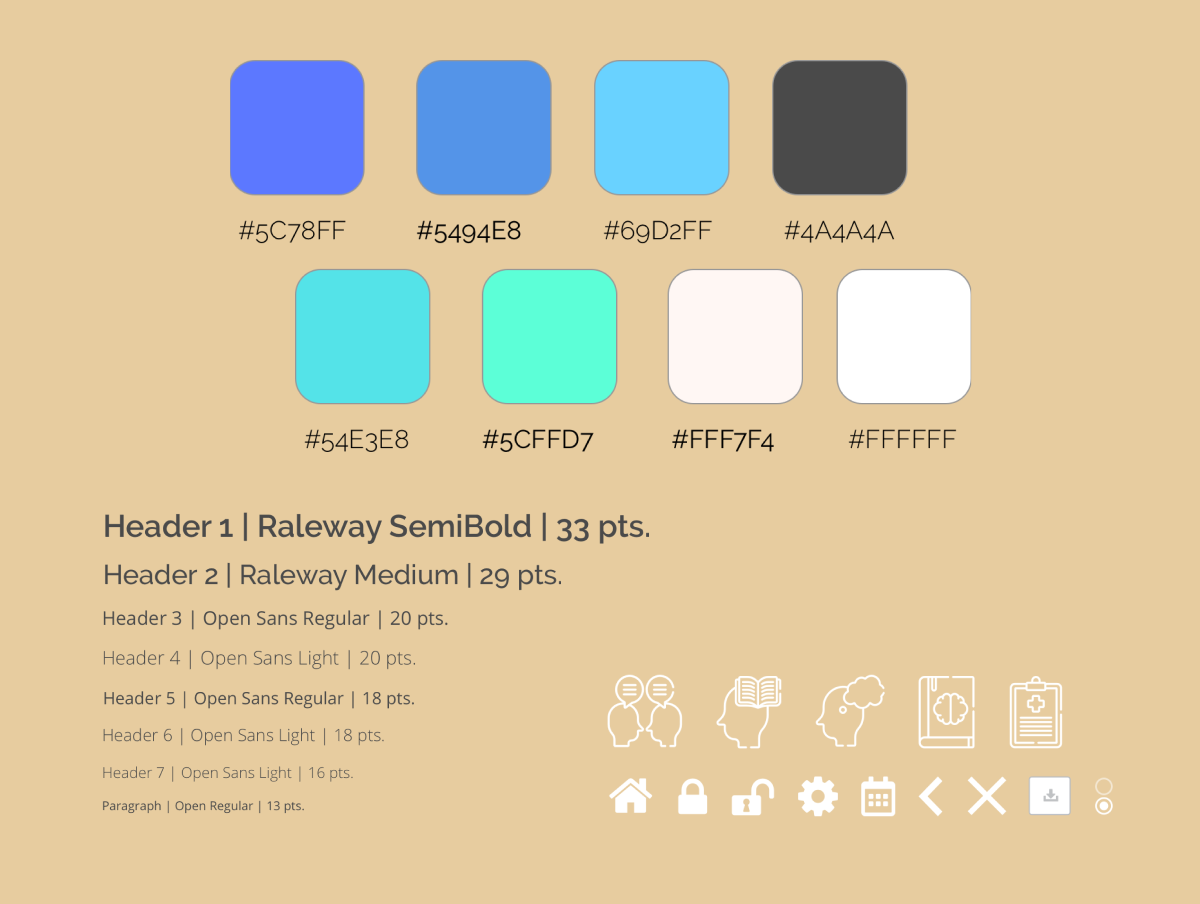 #5C78FF #5494E8 #69D2FF #4A4A4A
#54E3E8 #5CFFD7 #FFF7F4 #FFFFFF
Header 1 | Raleway SemiBold | 33 pts.
Header 2 | Raleway Medium | 29 pts.
Header 3 | Open Sans Regular | 20 pts.
Header 4 | Open Sans Light | 20 pts.
Header 5 | Open Sans Regular | 18 pts.
Header 6 | Open Sans Light | 18 pts.
Header 7 | Open Sans Light | 16 pts.
Paragraph | Open Regular | 13 pts.